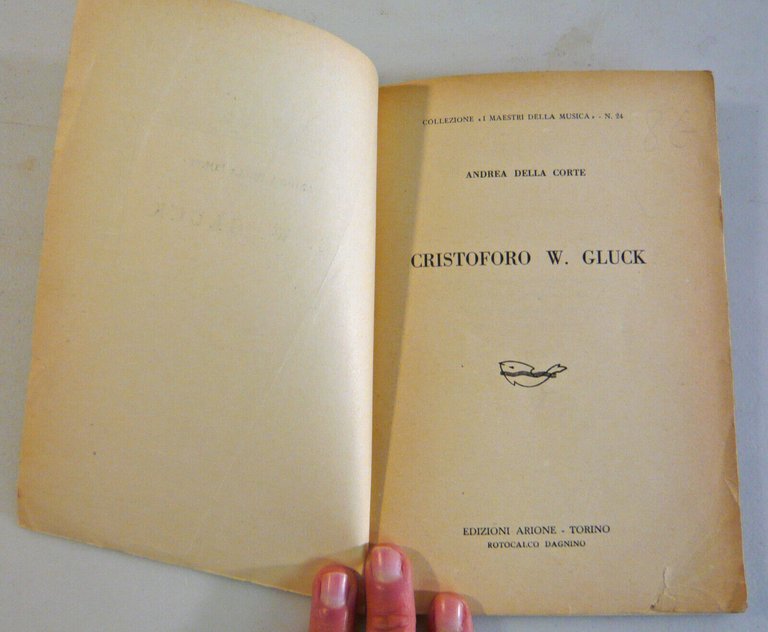 COLLEZIONE «I MAESTRI DELLA MUSICA» - N. 24
ANDREA DELLA CORTE
CRISTOFORO W. GLUCK
EDIZIONI ARIONE - TORINO
ROTOCALCO DAGNINO